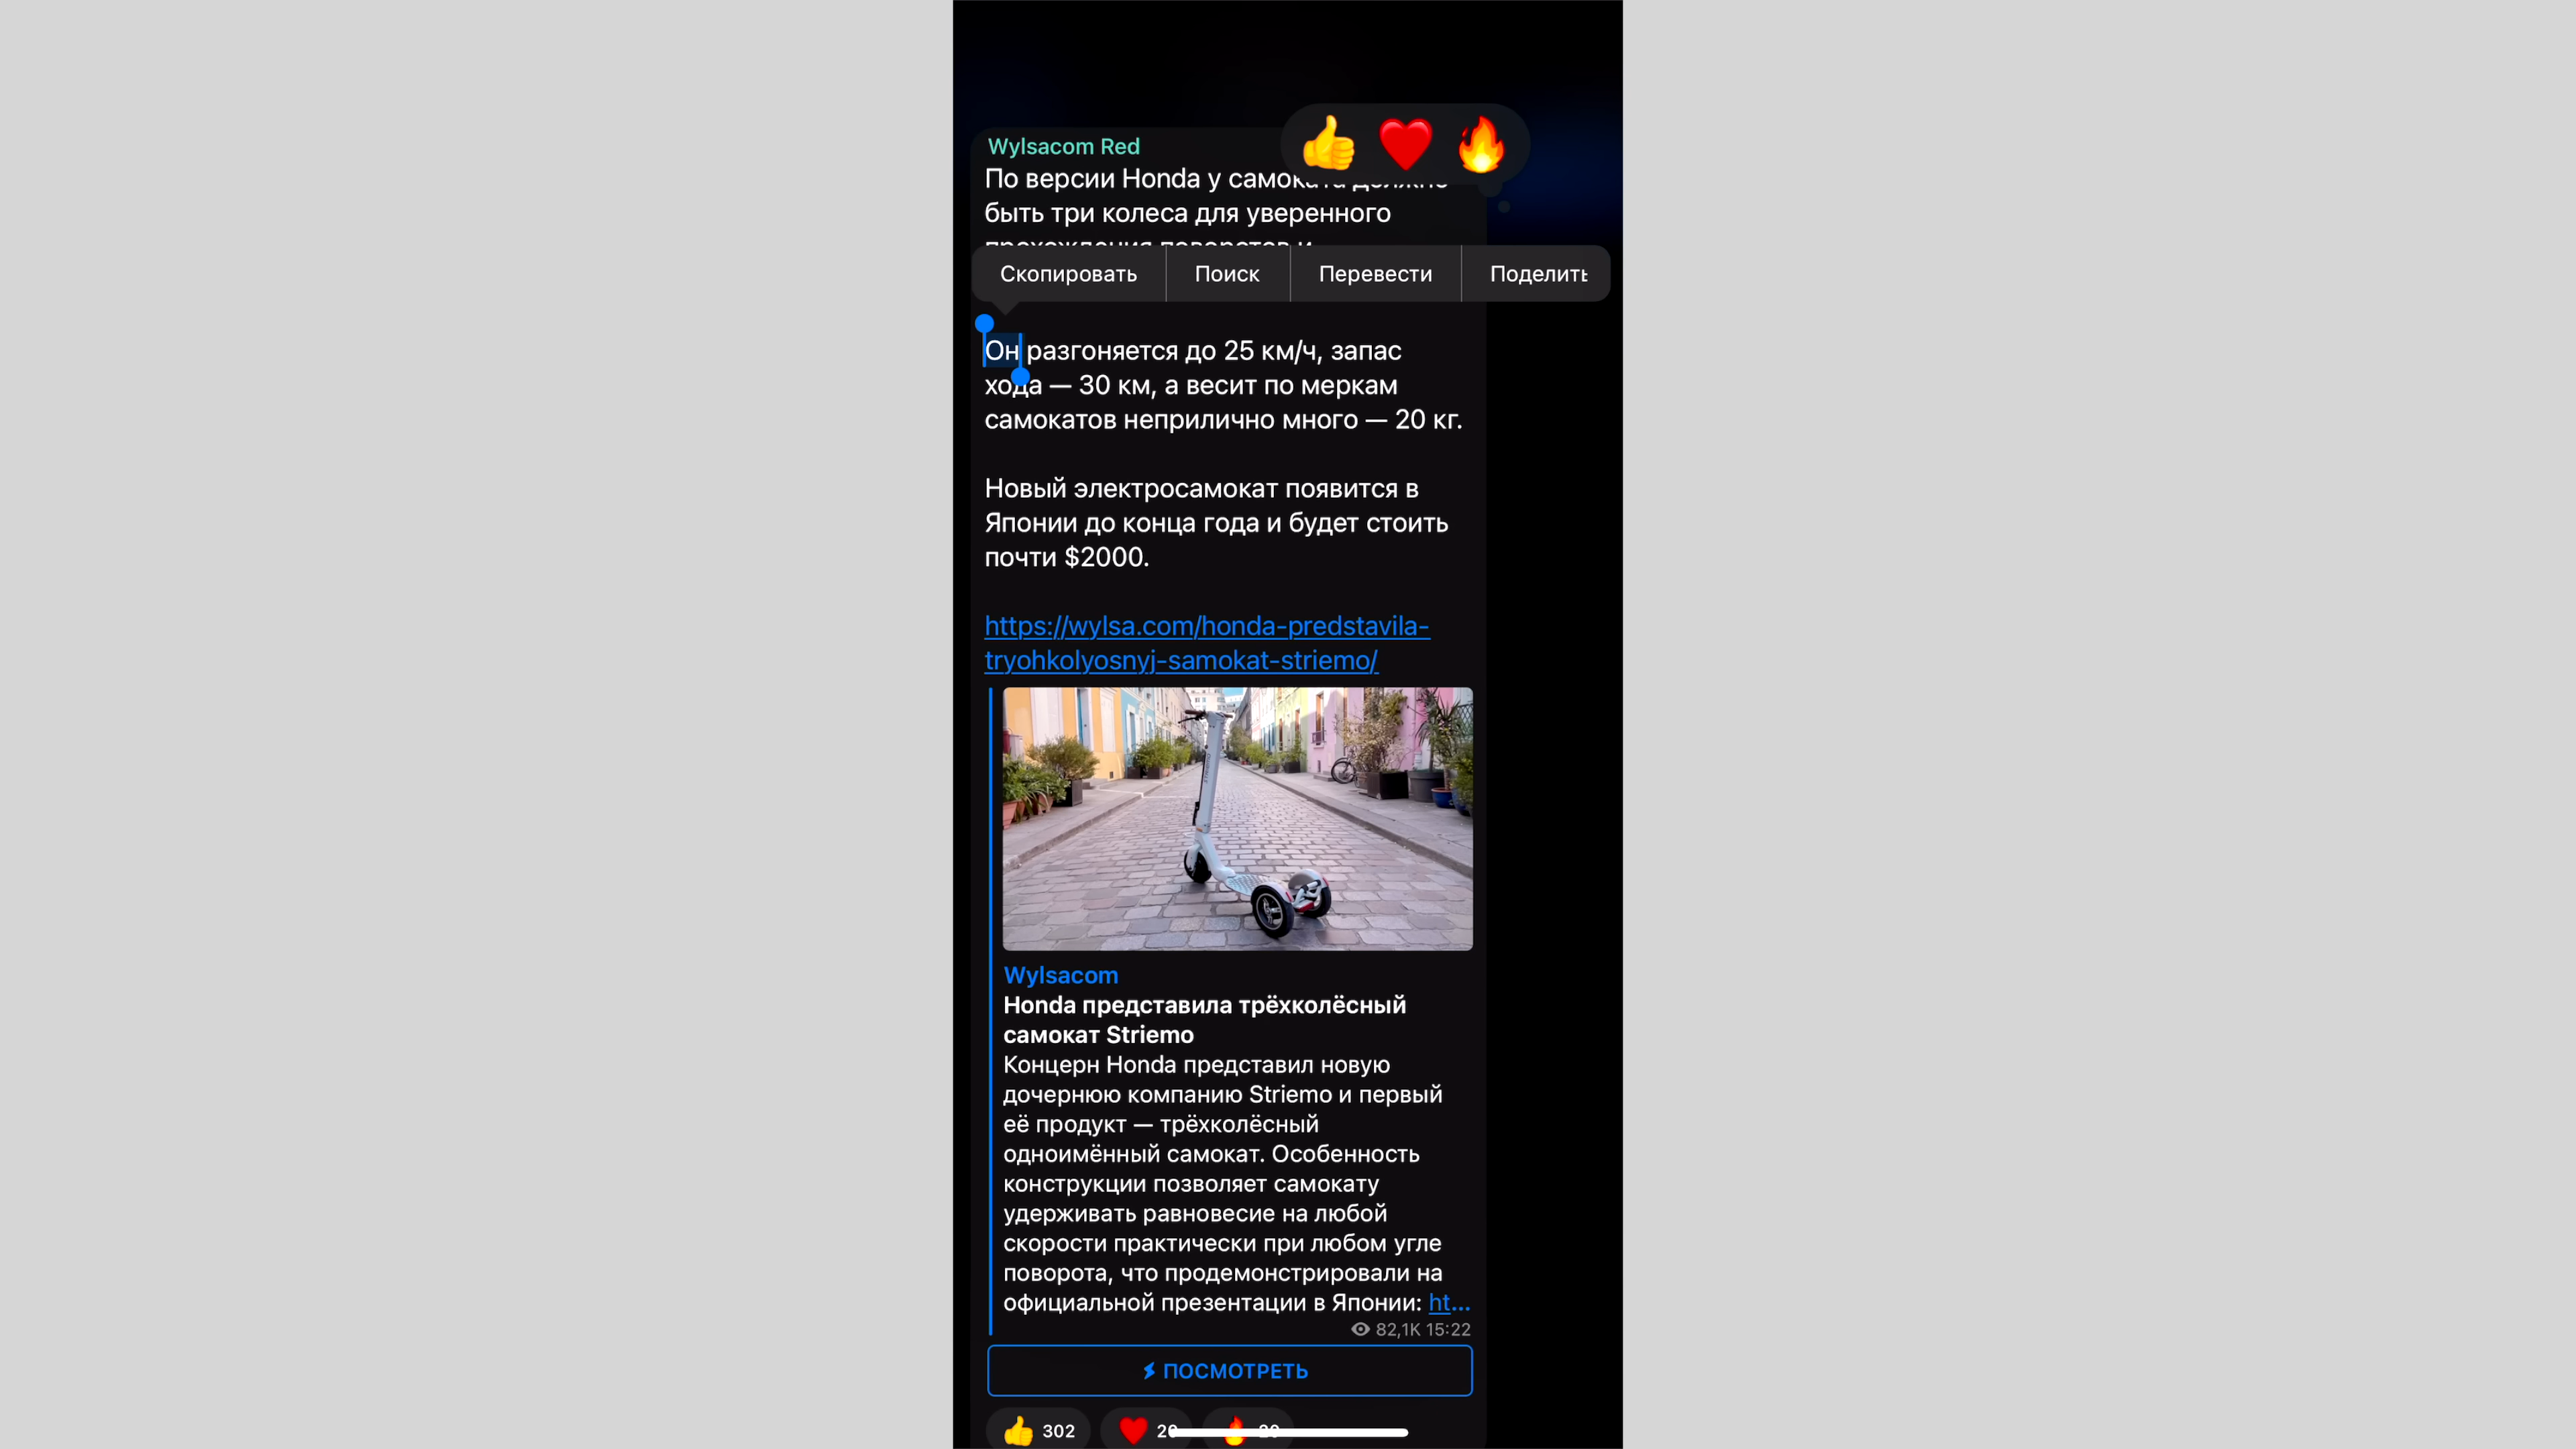 Wylsacom Red
По версии Honda у самоката должно
быть три колеса для уверенного
прохождения поворотов и
Скопировать
Поиск
Перевести
Поделить
Он разгоняется до 25 км/ч, запас
хода — 30 км, а весит по меркам
самокатов неприлично много — 20 кг.
Новый электросамокат появится в
Японии до конца года и будет стоить
почти $2000.
https://wylsa.com/honda-predstavila-
tryohkolyosnyj-samokat-striemo/
Wylsacom
Honda представила трёхколёсный
самокат Striemo
Концерн Honda представил новую
дочернюю компанию Striemo и первый
её продукт — трёхколёсный
одноимённый самокат. Особенность
конструкции позволяет самокату
удерживать равновесие на любой
скорости практически при любом угле
поворота, что продемонстрировали на
официальной презентации в Японии: ht...
82,1K 15:22
ПОСМОТРЕТЬ
302